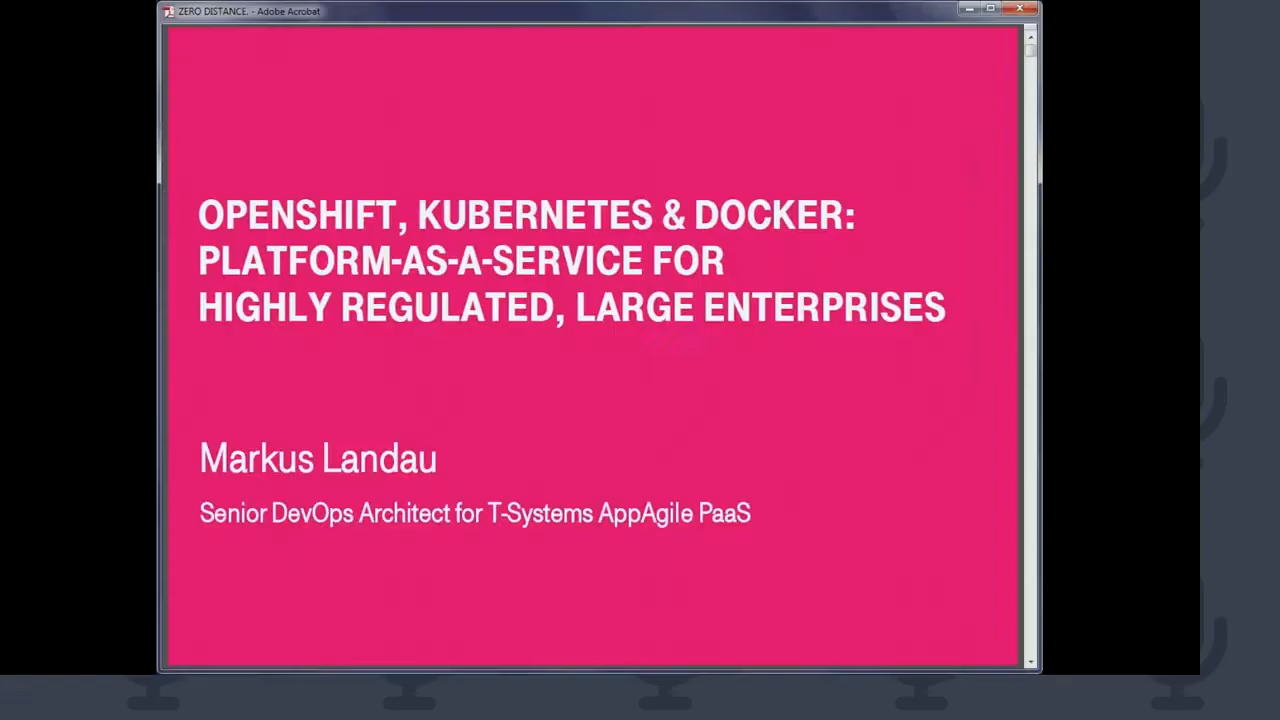 ZERO DISTANCE. - Adobe Acrobat
OPENSHIFT, KUBERNETES & DOCKER:
PLATFORM-AS-A-SERVICE FOR
HIGHLY REGULATED, LARGE ENTERPRISES
Markus Landau
Senior DevOps Architect for T-Systems AppAgile PaaS